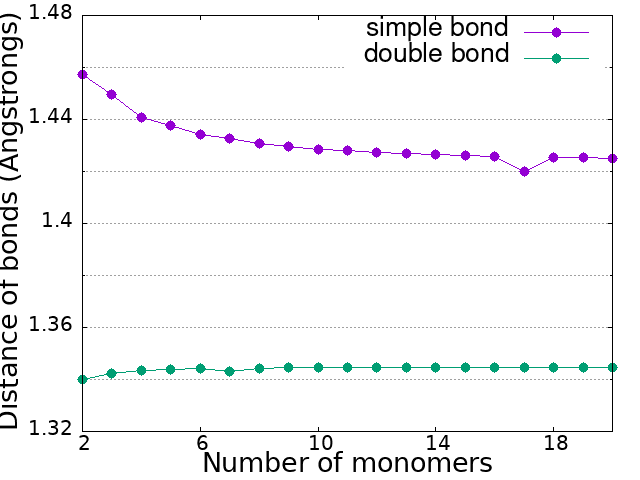 1.48
1.44
1.4
1.36
1.32
2
6
10
14
18
Distance of bonds (Angstrongs)
Number of monomers
simple bond
double bond